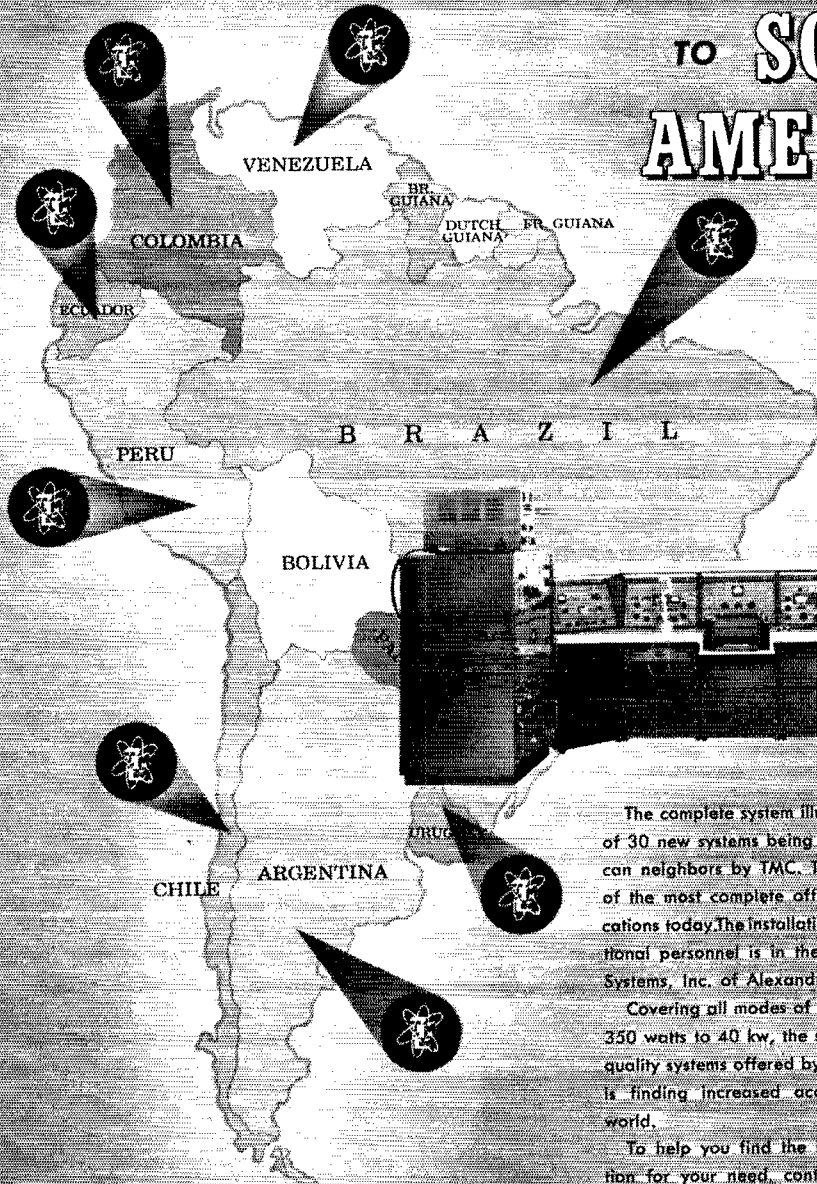 TO SO
AME
VENEZUELA
BR.
GUIANA
DUTCH
GUIANA
FR. GUIANA
COLOMBIA
ECUADOR
B R A Z I L
PERU
BOLIVIA
PA
URUG
ARGENTINA
CHILE
The complete system illu
of 30 new systems being
can neighbors by TMC. T
of the most complete off
cations today.The installati
tional personnel is in the
Systems, Inc. of Alexand
Covering all modes of
350 watts to 40 kw, the s
quality systems offered by
is finding increased acc
world.
To help you find the
tion for your need, cont